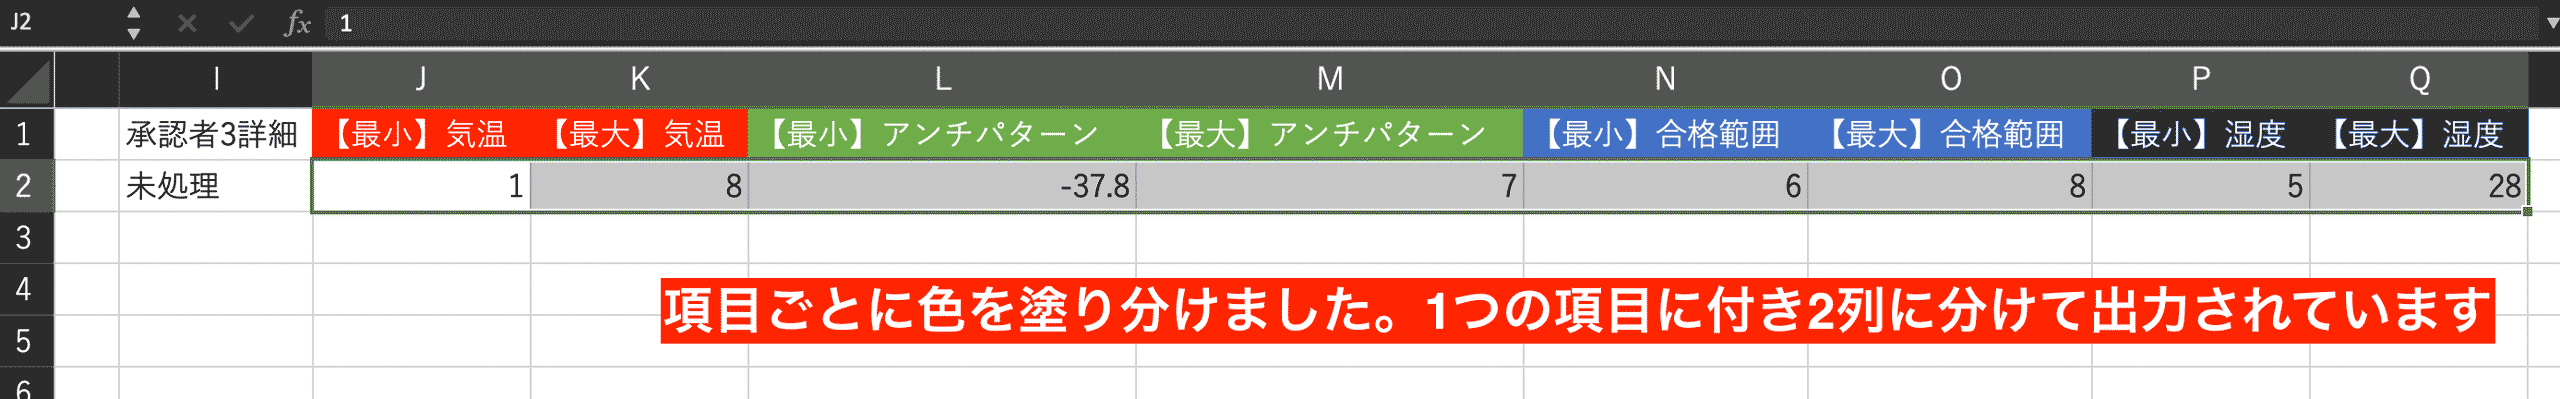 J2 fx 1
I J K L M N O P Q
1 承認者3詳細 【最小】気温 【最大】気温 【最小】アンチパターン 【最大】アンチパターン 【最小】合格範囲 【最大】合格範囲 【最小】湿度 【最大】湿度
2 未処理 1 8 -37.8 7 6 8 5 28
3
4
項目ごとに色を塗り分けました。1つの項目に付き2列に分けて出力されています
5
6